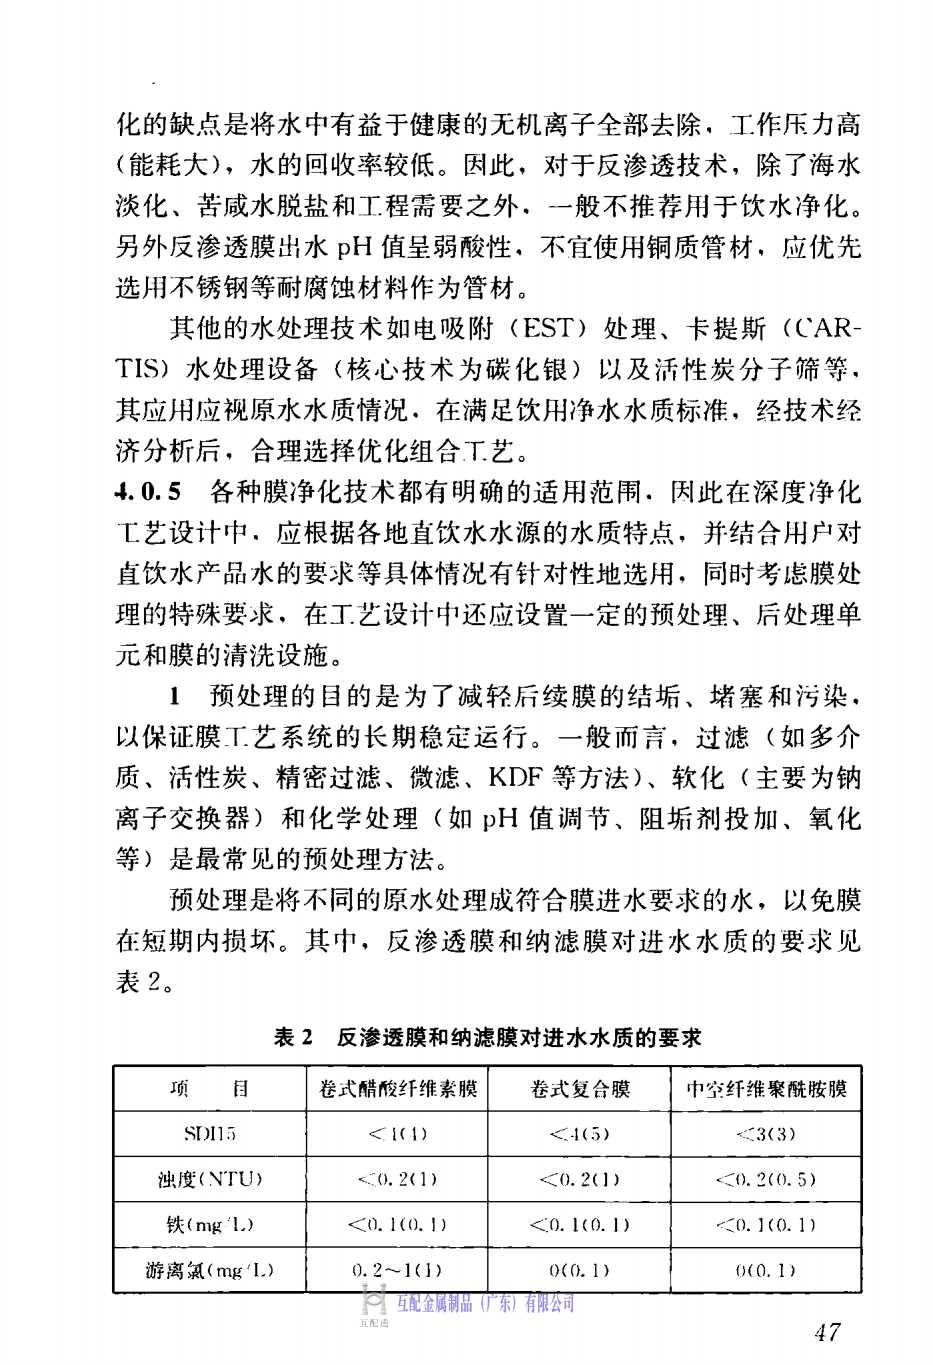 化的缺点是将水中有益于健康的无机离子全部去除，工作压力高
（能耗大），水的回收率较低。因此，对于反渗透技术，除了海水
淡化、苦咸水脱盐和工程需要之外，一般不推荐用于饮水净化。
另外反渗透膜出水 pH 值呈弱酸性，不宜使用铜质管材，应优先
选用不锈钢等耐腐蚀材料作为管材。
其他的水处理技术如电吸附（EST）处理、卡提斯（CAR-
TIS）水处理设备（核心技术为碳化银）以及活性炭分子筛等，
其应用应视原水水质情况，在满足饮用净水水质标准，经技术经
济分析后，合理选择优化组合工艺。
4.0.5 各种膜净化技术都有明确的适用范围，因此在深度净化
工艺设计中，应根据各地直饮水水源的水质特点，并结合用户对
直饮水产品水的要求等具体情况有针对性地选用，同时考虑膜处
理的特殊要求，在工艺设计中还应设置一定的预处理、后处理单
元和膜的清洗设施。
1 预处理的目的是为了减轻后续膜的结垢、堵塞和污染，
以保证膜工艺系统的长期稳定运行。一般而言，过滤（如多介
质、活性炭、精密过滤、微滤、KDF 等方法）、软化（主要为钠
离子交换器）和化学处理（如 pH 值调节、阻垢剂投加、氧化
等）是最常见的预处理方法。
预处理是将不同的原水处理成符合膜进水要求的水，以免膜
在短期内损坏。其中，反渗透膜和纳滤膜对进水水质的要求见
表 2。
表 2 反渗透膜和纳滤膜对进水水质的要求
项 目 卷式醋酸纤维素膜 卷式复合膜 中空纤维聚酰胺膜
SDI15 <4(4) <4(5) <3(3)
浊度(NTU) <0.2(1) <0.2(1) <0.2(0.5)
铁(mg/L) <0.1(0.1) <0.1(0.1) <0.1(0.1)
游离氯(mg/L) 0.2～1(1) 0(0.1) 0(0.1)
互配金属制品（广东）有限公司
互配通
47